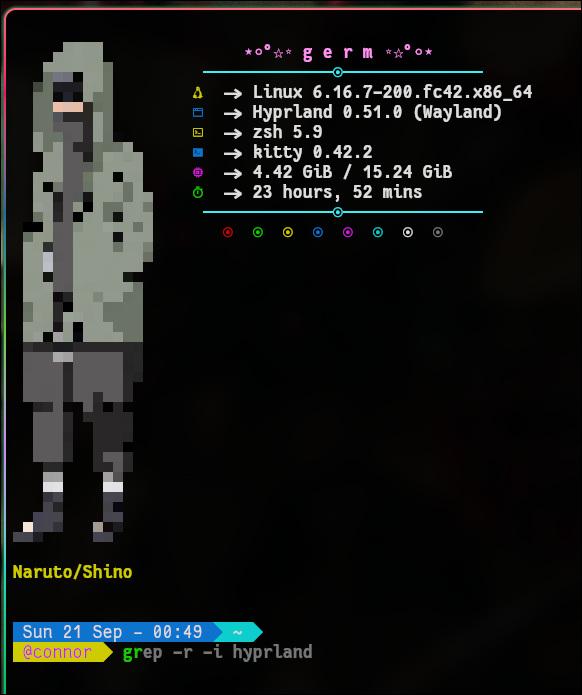 ⋆∘°☆⋆ g e r m ⋆☆°∘⋆
→ Linux 6.16.7-200.fc42.x86_64
→ Hyprland 0.51.0 (Wayland)
→ zsh 5.9
→ kitty 0.42.2
→ 4.42 GiB / 15.24 GiB
→ 23 hours, 52 mins
Naruto/Shino
Sun 21 Sep - 00:49 ~
@connor grep -r -i hyprland